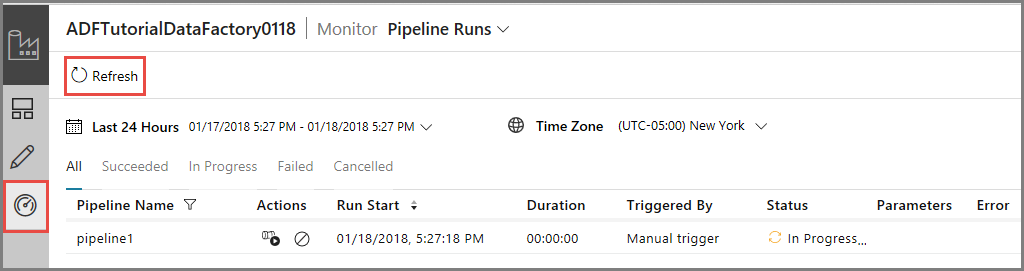 ADFTutorialDataFactory0118 | Monitor Pipeline Runs
Refresh
Last 24 Hours 01/17/2018 5:27 PM - 01/18/2018 5:27 PM Time Zone (UTC-05:00) New York
All Succeeded In Progress Failed Cancelled
Pipeline Name Actions Run Start Duration Triggered By Status Parameters Error
pipeline1 01/18/2018, 5:27:18 PM 00:00:00 Manual trigger In Progress...